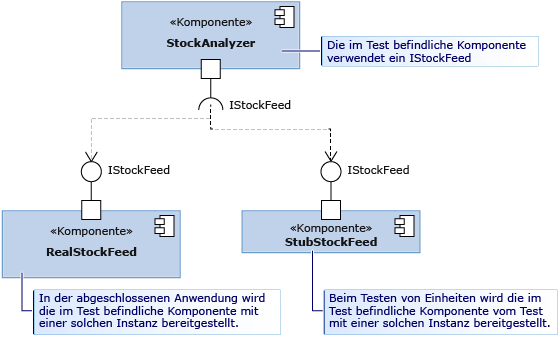 «Komponente»
StockAnalyzer
Die im Test befindliche Komponente
verwendet ein IStockFeed
IStockFeed
IStockFeed
IStockFeed
«Komponente»
RealStockFeed
«Komponente»
StubStockFeed
In der abgeschlossenen Anwendung wird
die im Test befindliche Komponente mit
einer solchen Instanz bereitgestellt.
Beim Testen von Einheiten wird die im
Test befindliche Komponente vom Test
mit einer solchen Instanz bereitgestellt.